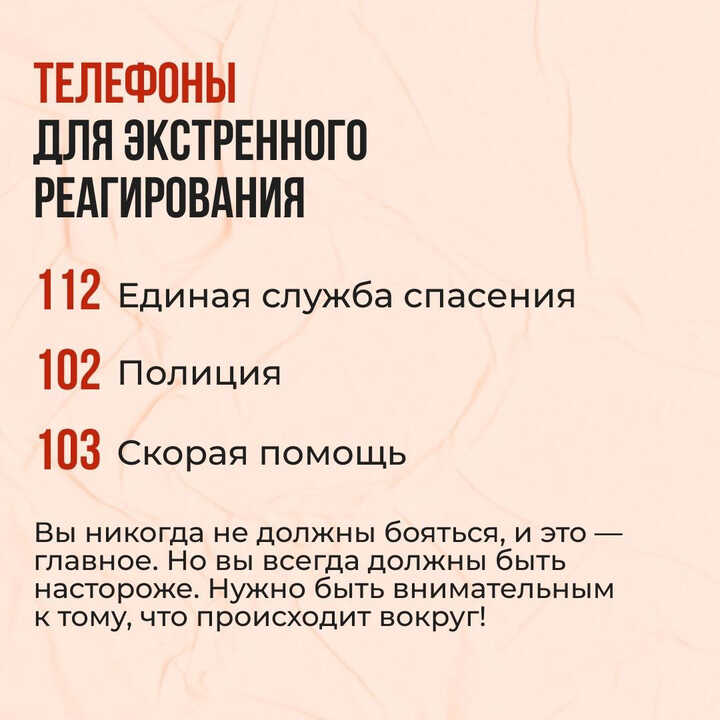 ТЕЛЕФОНЫ
ДЛЯ ЭКСТРЕННОГО
РЕАГИРОВАНИЯ
112 Единая служба спасения
102 Полиция
103 Скорая помощь
Вы никогда не должны бояться, и это —
главное. Но вы всегда должны быть
настороже. Нужно быть внимательным
к тому, что происходит вокруг!